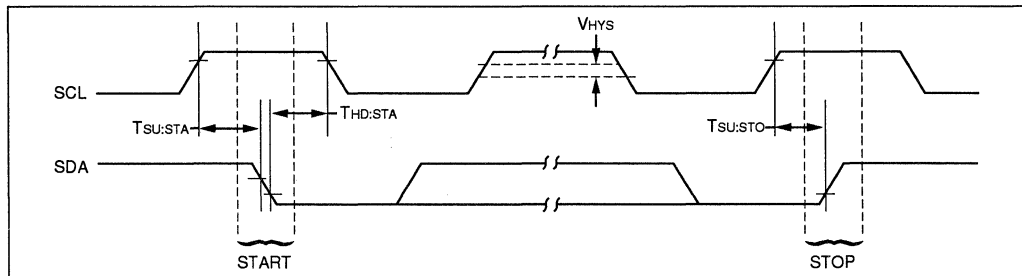 VHYS
SCL
THD:STA
TSU:STA
TSU:STO
SDA
START
STOP